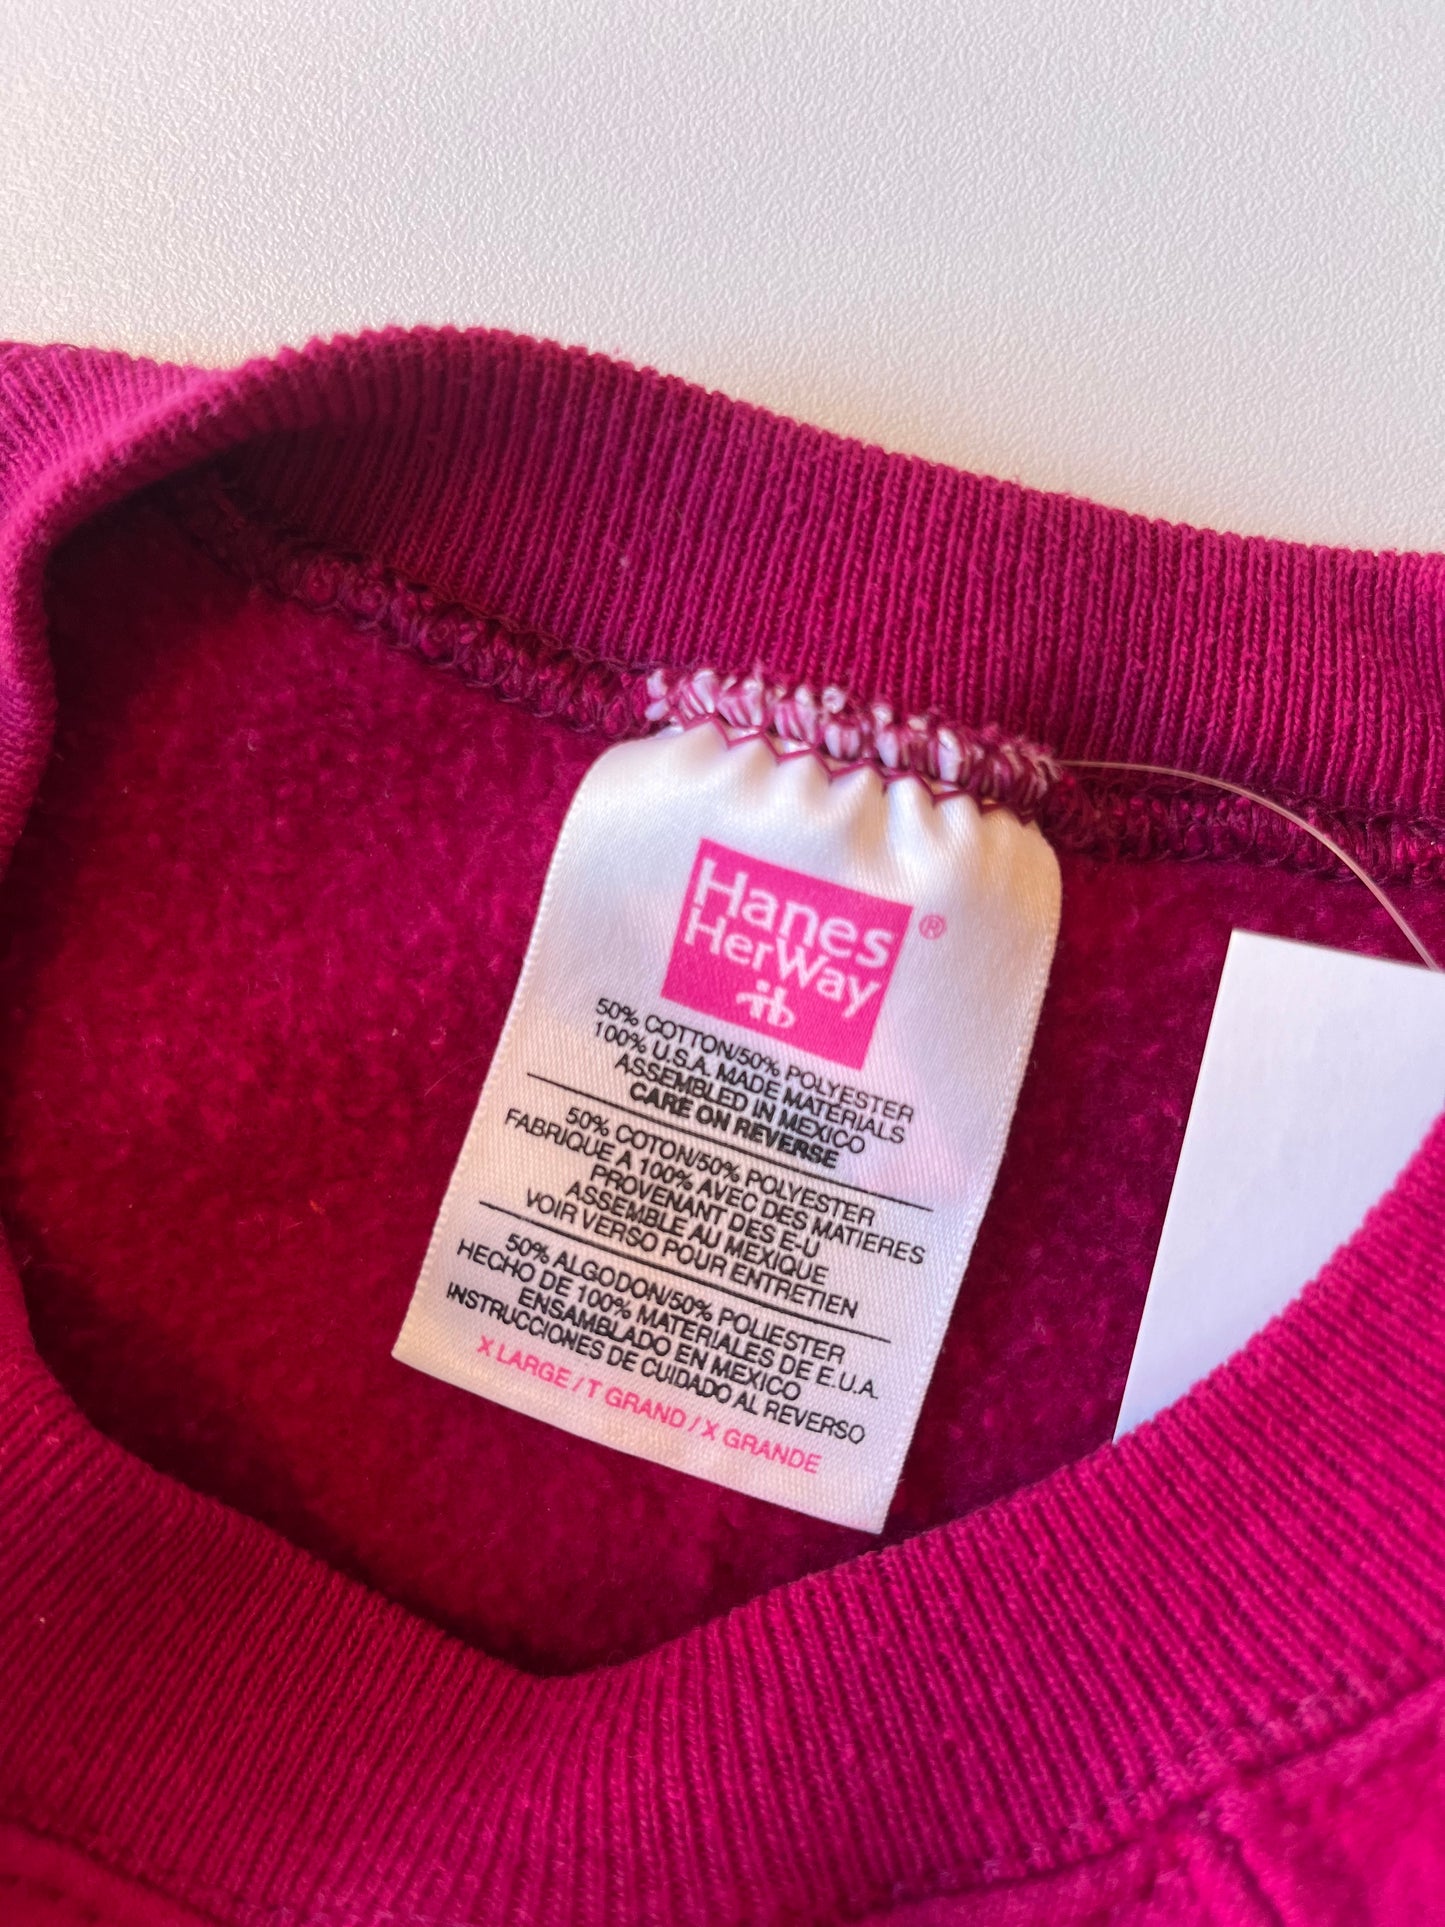 Hanes
HerWay
®
50% COTTON/50% POLYESTER
100% U.S.A. MADE MATERIALS
ASSEMBLED IN MEXICO
CARE ON REVERSE
50% COTON/50% POLYESTER
FABRIQUE A 100% AVEC DES MATIERES
PROVENANT DES E-U
ASSEMBLE AU MEXIQUE
VOIR VERSO POUR ENTRETIEN
50% ALGODON/50% POLIESTER
HECHO DE 100% MATERIALES DE E.U.A.
ENSAMBLADO EN MEXICO
INSTRUCCIONES DE CUIDADO AL REVERSO
X LARGE / T GRAND / X GRANDE